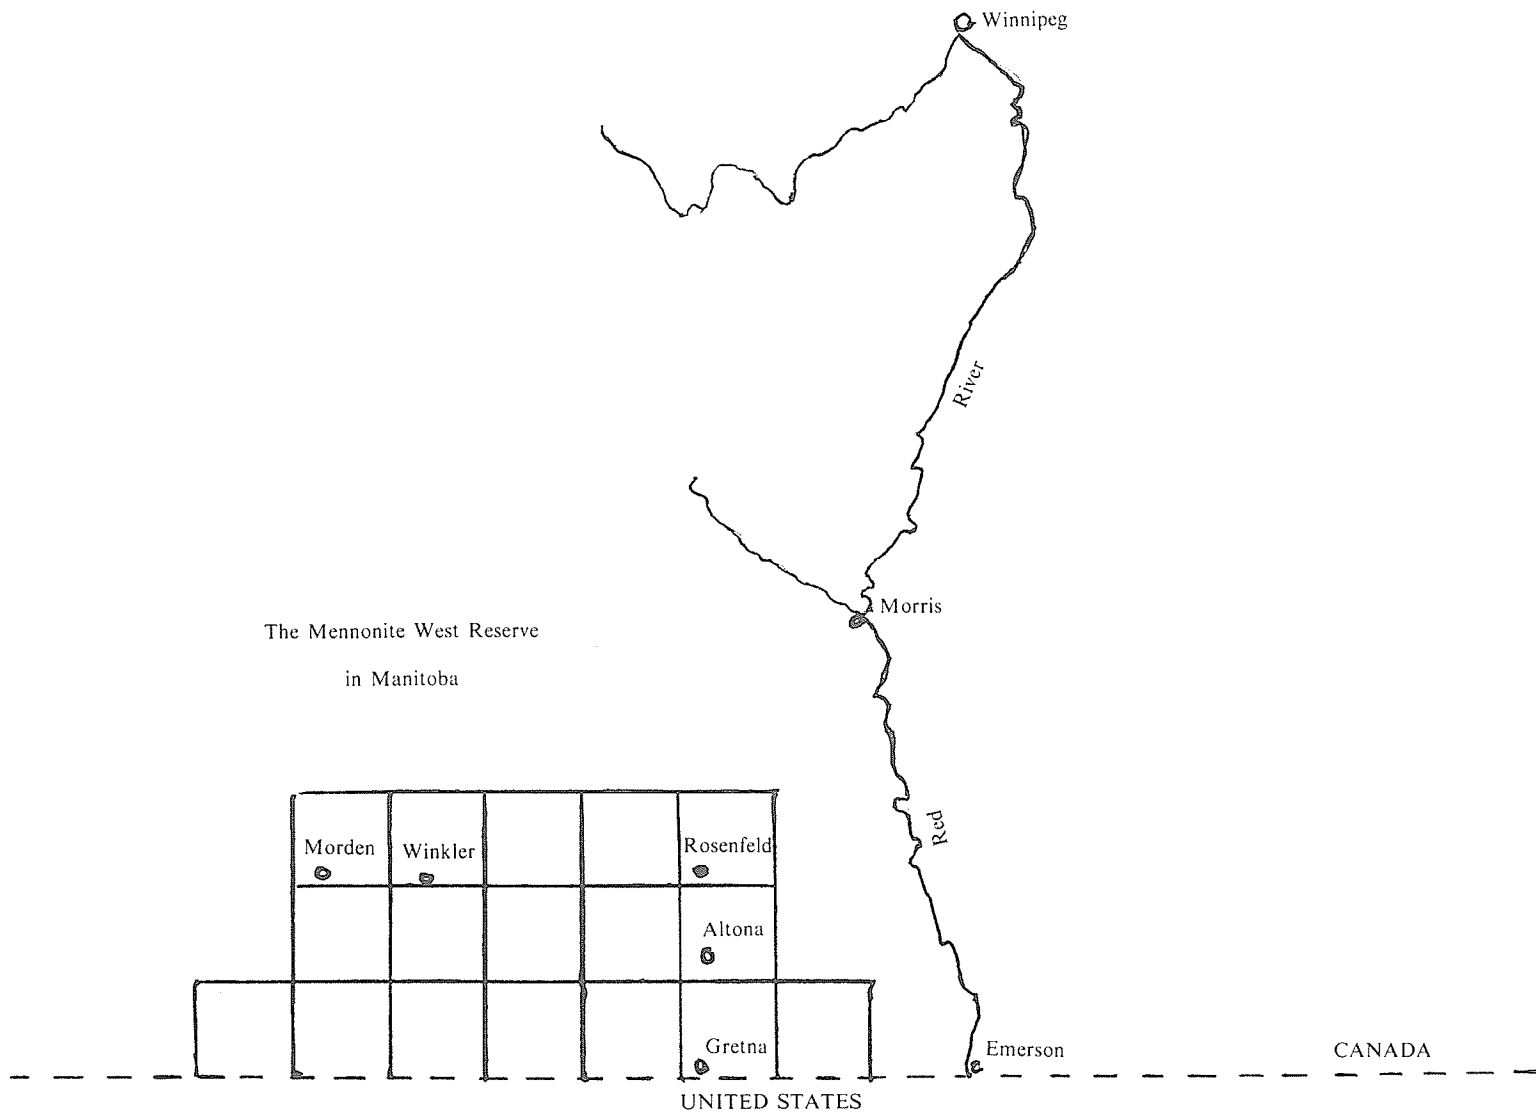 Winnipeg
River
Morris
The Mennonite West Reserve
in Manitoba
Red
Morden
Winkler
Rosenfeld
Altona
Gretna
Emerson
CANADA
UNITED STATES